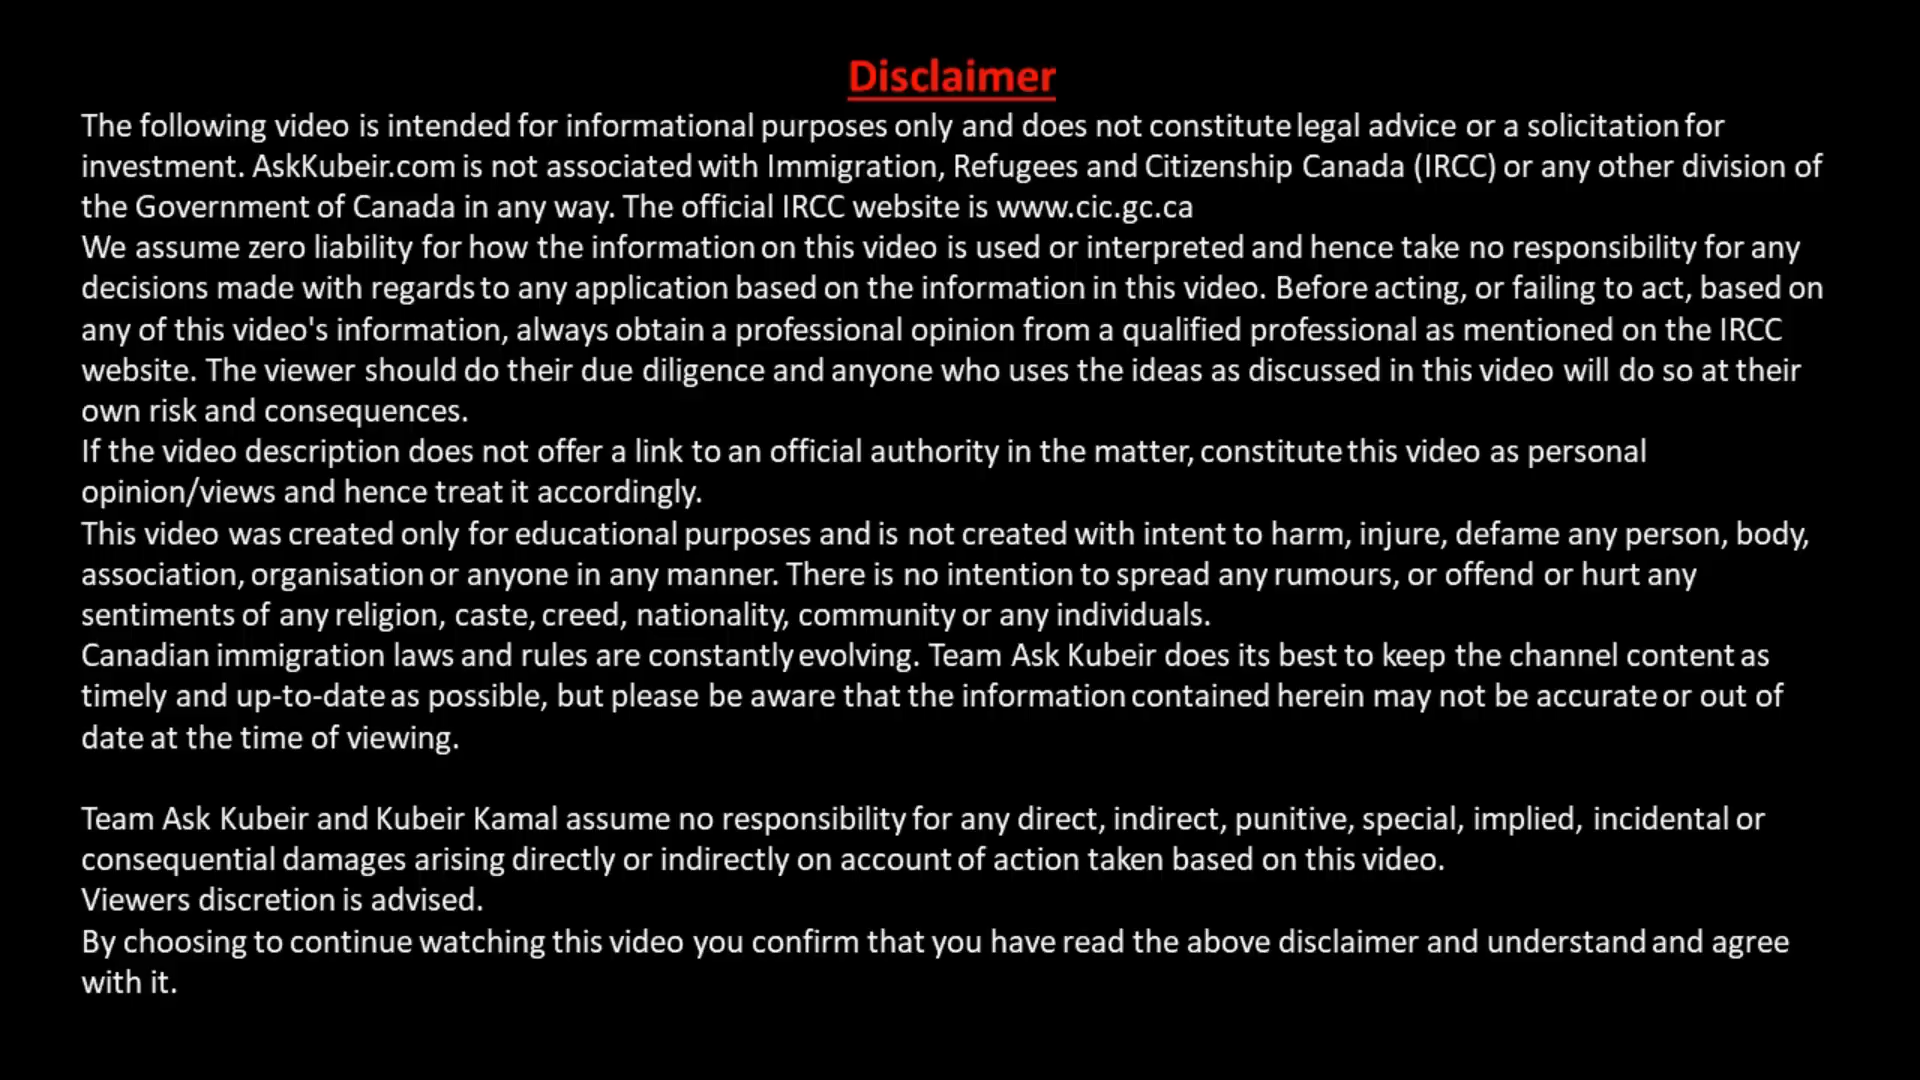 Disclaimer
The following video is intended for informational purposes only and does not constitute legal advice or a solicitation for
investment. AskKubeir.com is not associated with Immigration, Refugees and Citizenship Canada (IRCC) or any other division of
the Government of Canada in any way. The official IRCC website is www.cic.gc.ca
We assume zero liability for how the information on this video is used or interpreted and hence take no responsibility for any
decisions made with regards to any application based on the information in this video. Before acting, or failing to act, based on
any of this video's information, always obtain a professional opinion from a qualified professional as mentioned on the IRCC
website. The viewer should do their due diligence and anyone who uses the ideas as discussed in this video will do so at their
own risk and consequences.
If the video description does not offer a link to an official authority in the matter, constitute this video as personal
opinion/views and hence treat it accordingly.
This video was created only for educational purposes and is not created with intent to harm, injure, defame any person, body,
association, organisation or anyone in any manner. There is no intention to spread any rumours, or offend or hurt any
sentiments of any religion, caste, creed, nationality, community or any individuals.
Canadian immigration laws and rules are constantly evolving. Team Ask Kubeir does its best to keep the channel content as
timely and up-to-date as possible, but please be aware that the information contained herein may not be accurate or out of
date at the time of viewing.
Team Ask Kubeir and Kubeir Kamal assume no responsibility for any direct, indirect, punitive, special, implied, incidental or
consequential damages arising directly or indirectly on account of action taken based on this video.
Viewers discretion is advised.
By choosing to continue watching this video you confirm that you have read the above disclaimer and understand and agree
with it.